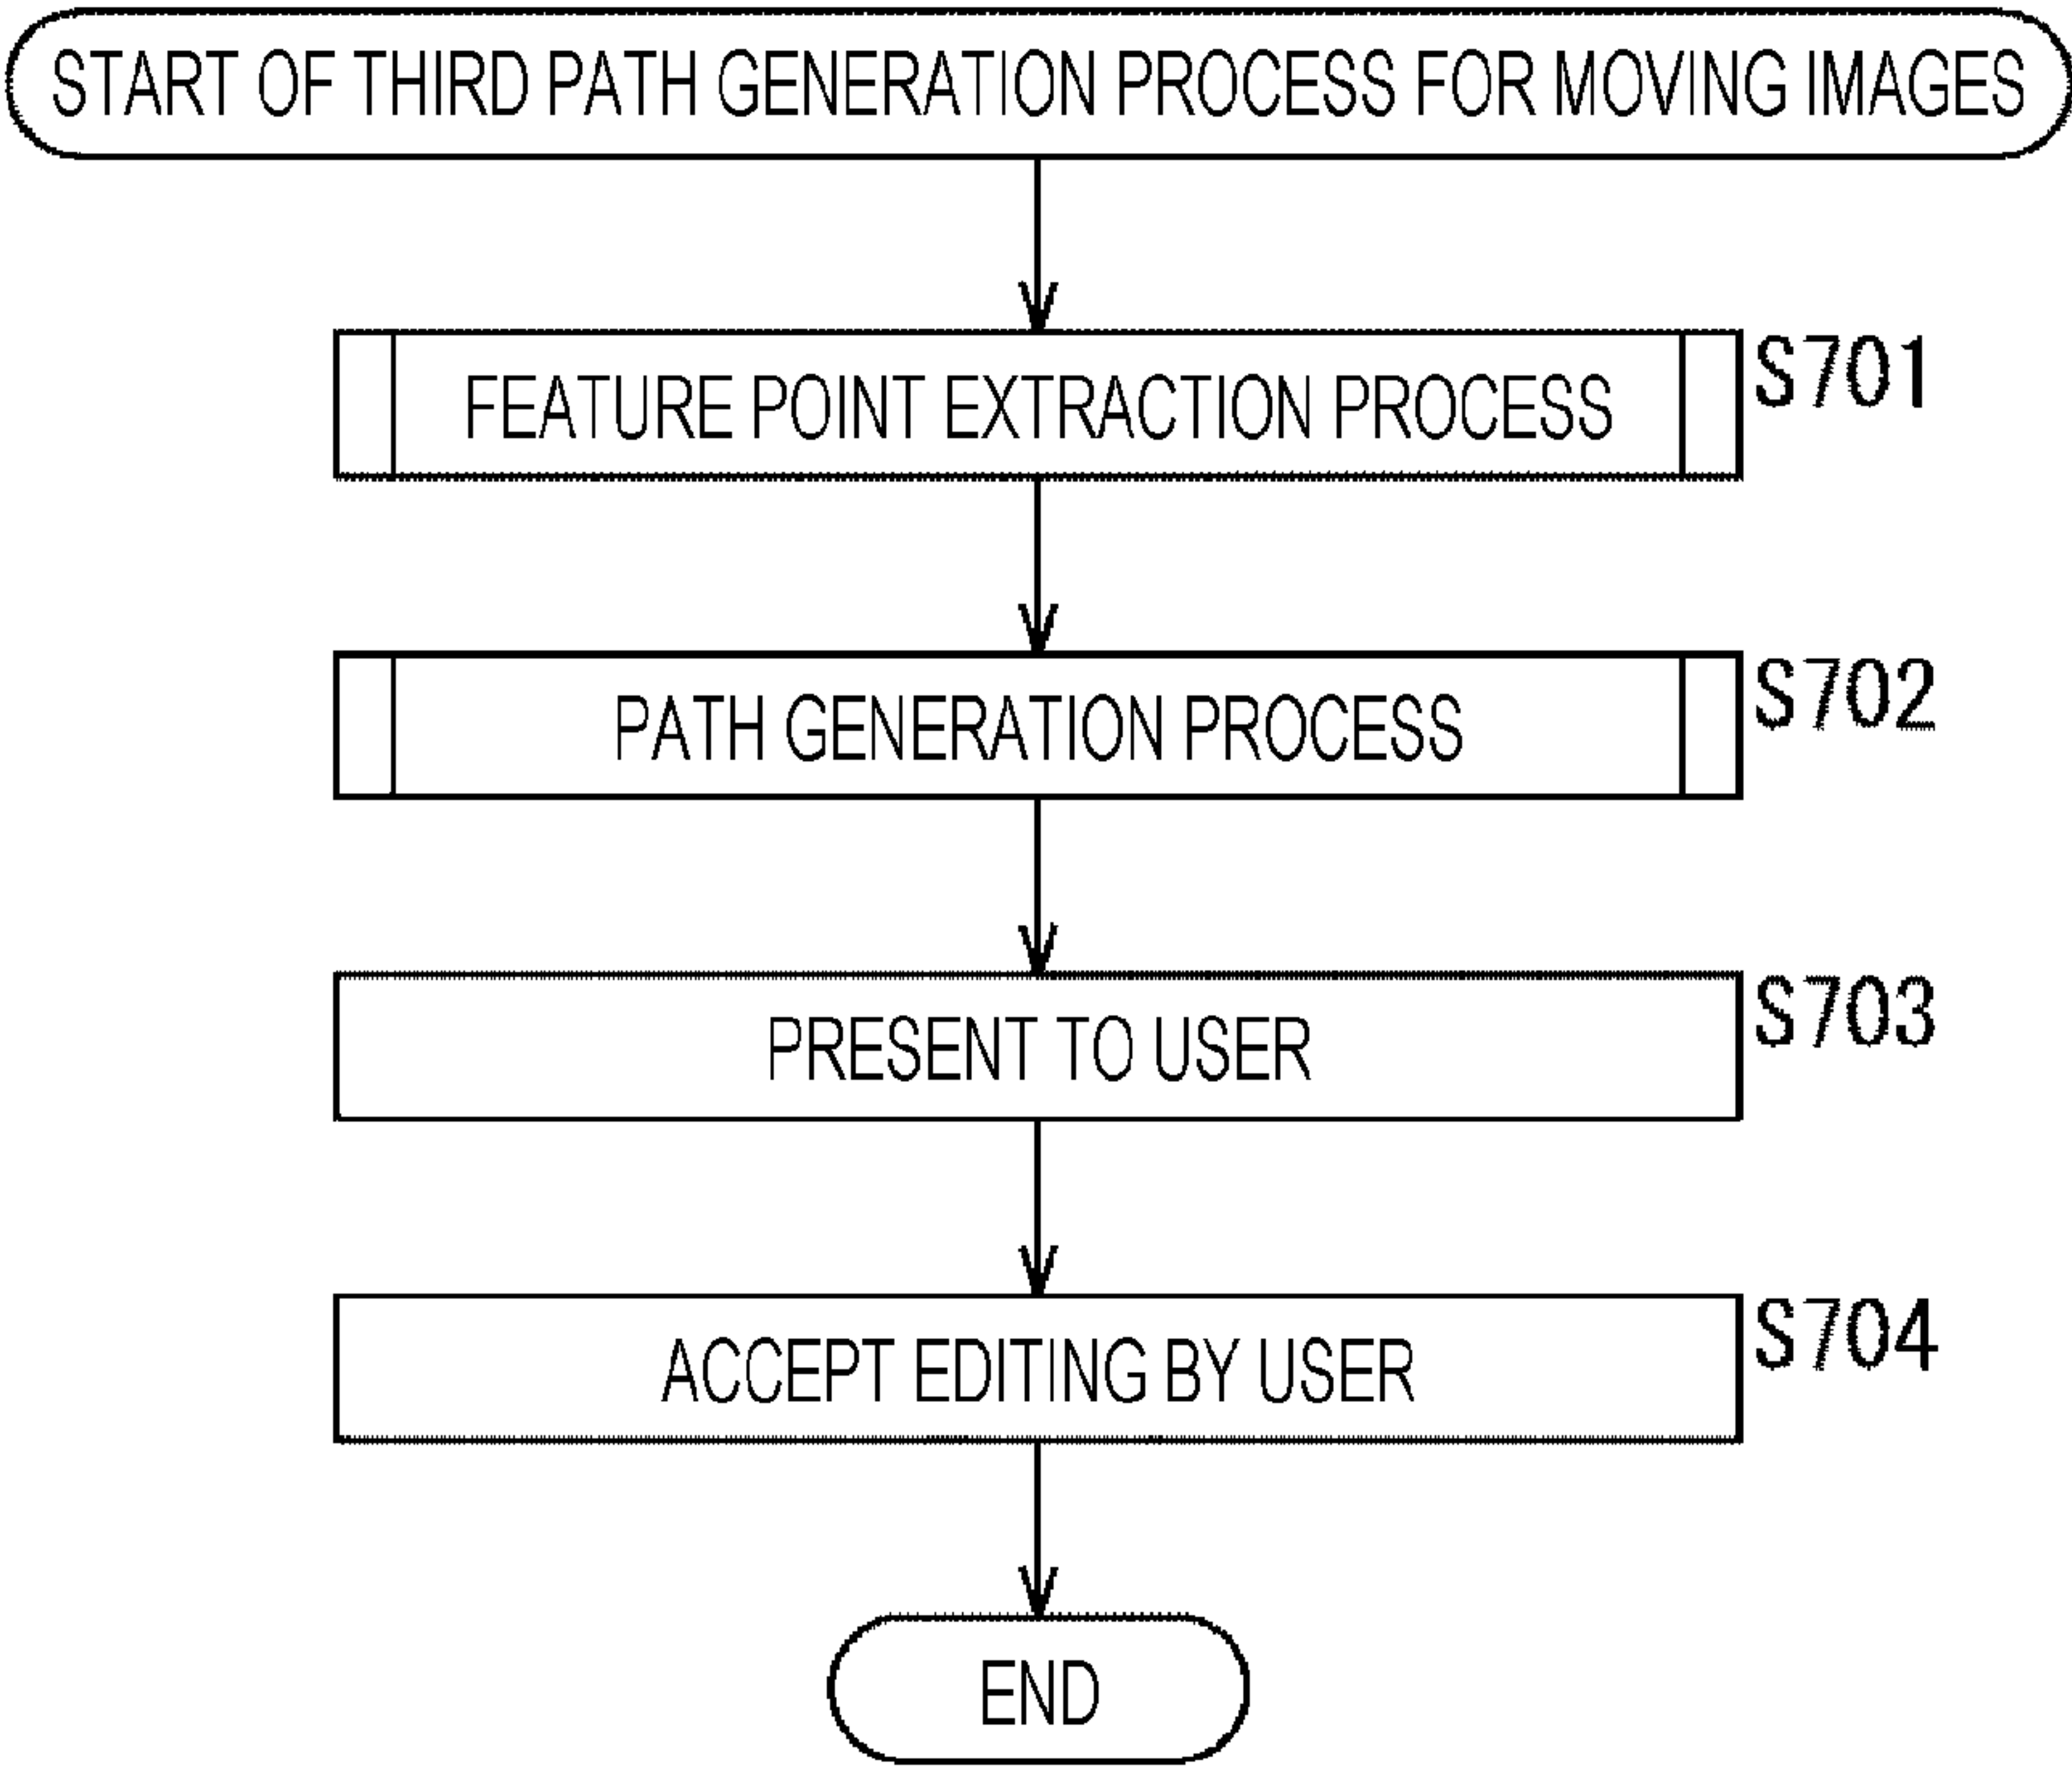 START OF THIRD PATH GENERATION PROCESS FOR MOVING IMAGES
FEATURE POINT EXTRACTION PROCESS
S701
PATH GENERATION PROCESS
S702
PRESENT TO USER
S703
ACCEPT EDITING BY USER
S704
END